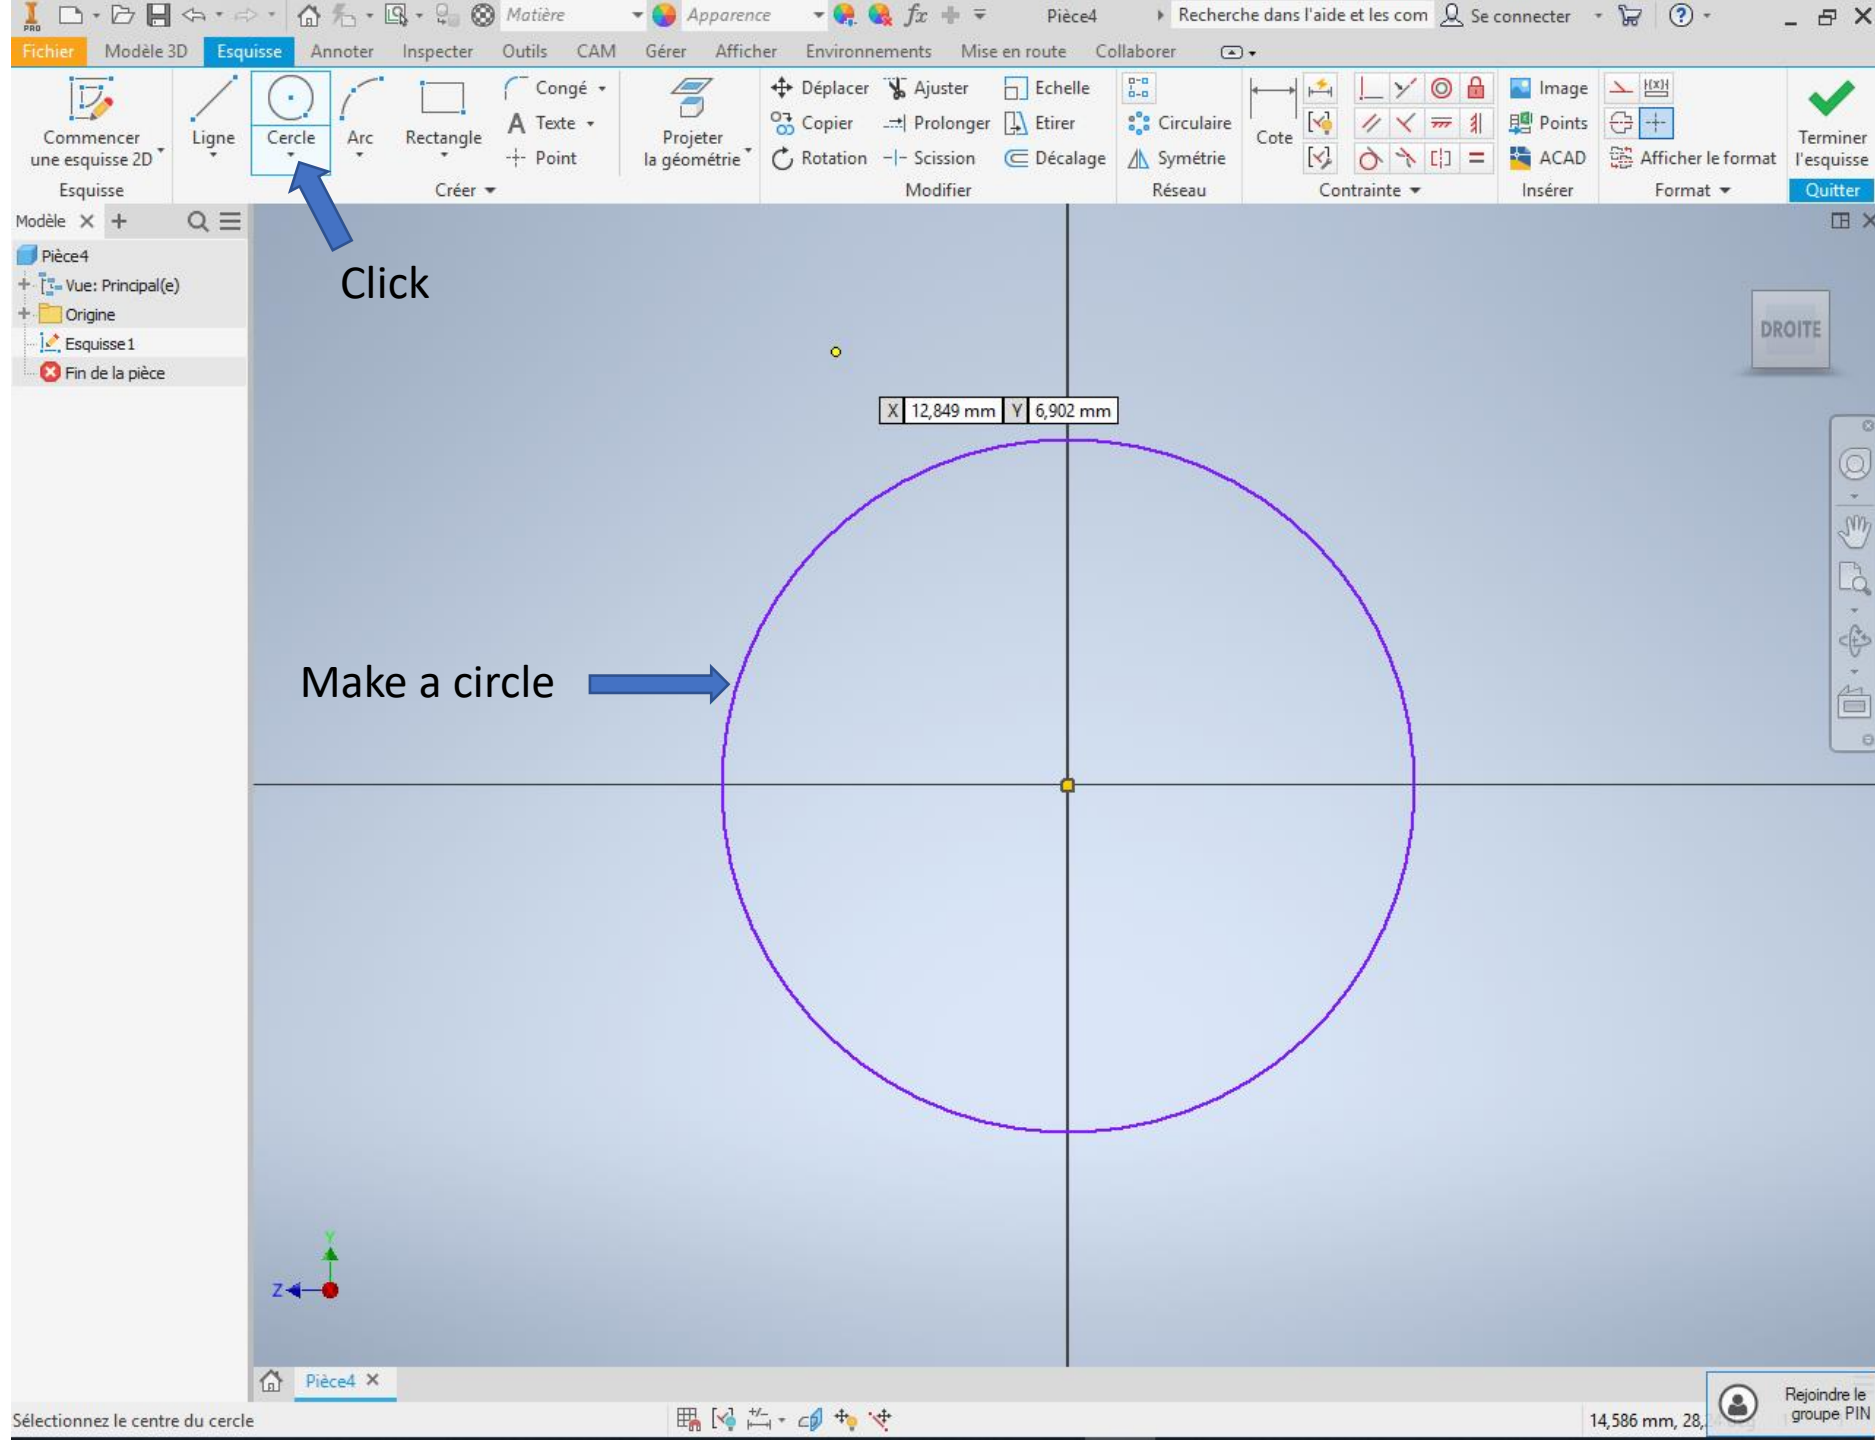 PRO Matière Apparence fx Pièce4 Recherche dans l'aide et les com Se connecter
Fichier Modèle 3D Esquisse Annoter Inspecter Outils CAM Gérer Afficher Environnements Mise en route Collaborer
Commencer
une esquisse 2D
Ligne
Cercle
Arc
Rectangle
Congé
Texte
Point
Projeter
la géométrie
Déplacer Ajuster Echelle
Copier Prolonger Etirer
Rotation Scission Décalage
Circulaire
Symétrie
Cote
Image
Points
ACAD
Afficher le format
Terminer
l'esquisse
Esquisse Créer Modifier Réseau Contrainte Insérer Format Quitter
Modèle
Pièce4
Vue: Principal(e)
Origine
Esquisse1
Fin de la pièce
Click
DROITE
X 12,849 mm Y 6,902 mm
Make a circle
Y
Z
Pièce4
Sélectionnez le centre du cercle
14,586 mm, 28,
Rejoindre le
groupe PIN